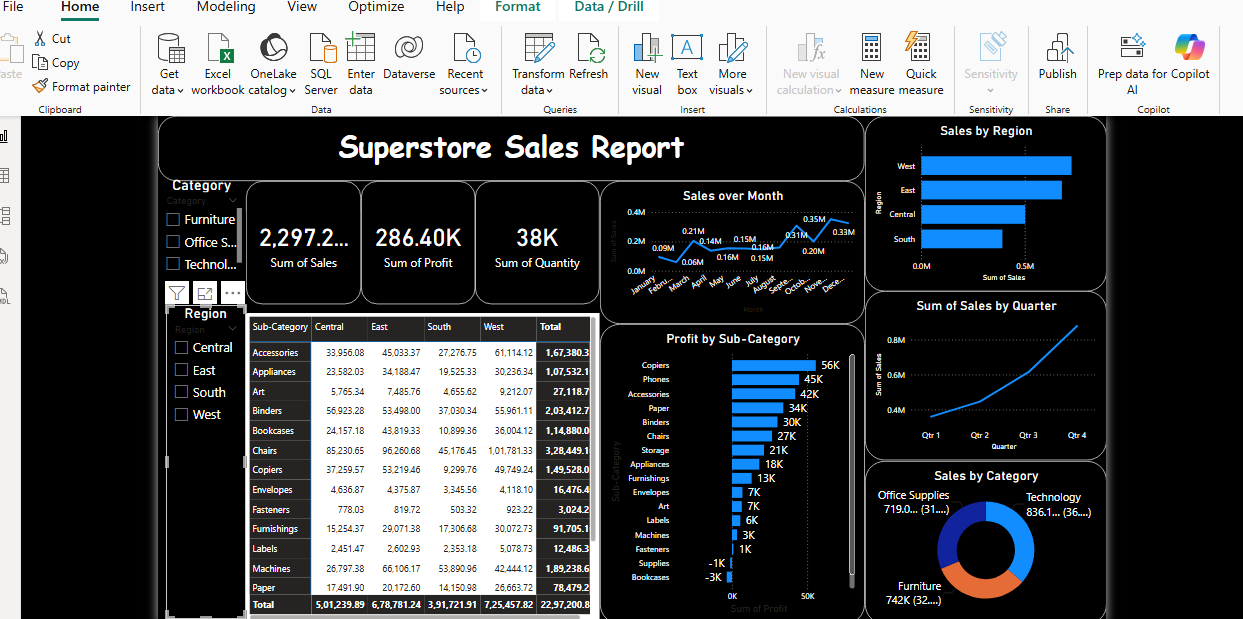 File Home Insert Modeling View Optimize Help Format Data / Drill
Cut
Copy
Format painter
Clipboard
Get data
Excel workbook
OneLake catalog
SQL Server
Enter data
Dataverse
Recent sources
Data
Transform data
Refresh
Queries
New visual
Text box
More visuals
Insert
New visual calculation
New measure
Quick measure
Calculations
Sensitivity
Sensitivity
Publish
Share
Prep data for AI
Copilot
Copilot
Superstore Sales Report
Category
Category
Furniture
Office S...
Technol...
Region
Region
Central
East
South
West
2,297.2...
Sum of Sales
286.40K
Sum of Profit
38K
Sum of Quantity
Sub-Category Central East South West Total
Accessories 33,956.08 45,033.37 27,276.75 61,114.12 1,67,380.3
Appliances 23,582.03 34,188.47 19,525.33 30,236.34 1,07,532.1
Art 5,765.34 7,485.76 4,655.62 9,212.07 27,118.7
Binders 56,923.28 53,498.00 37,030.34 55,961.11 2,03,412.7
Bookcases 24,157.18 43,819.33 10,899.36 36,004.12 1,14,880.0
Chairs 85,230.65 96,260.68 45,176.45 1,01,781.33 3,28,449.1
Copiers 37,259.57 53,219.46 9,299.76 49,749.24 1,49,528.0
Envelopes 4,636.87 4,375.87 3,345.56 4,118.10 16,476.4
Fasteners 778.03 819.72 503.32 923.22 3,024.2
Furnishings 15,254.37 29,071.38 17,306.68 30,072.73 91,705.1
Labels 2,451.47 2,602.93 2,353.18 5,078.73 12,486.3
Machines 26,797.38 66,106.17 53,890.96 42,444.12 1,89,238.6
Paper 17,491.90 20,172.60 14,150.98 26,663.72 78,479.2
Total 5,01,239.89 6,78,781.24 3,91,721.91 7,25,457.82 22,97,200.8
Sales over Month
Sum of Sales
0.4M
0.2M
0.0M
0.09M
0.06M
0.21M
0.14M
0.16M
0.15M
0.15M
0.16M
0.31M
0.20M
0.35M
0.33M
January
Febru...
March
April
May
June
July
August
Septe...
Octob...
Nove...
Dece...
Month
Profit by Sub-Category
Sub-Category
Copiers 56K
Phones 45K
Accessories 42K
Paper 34K
Binders 30K
Chairs 27K
Storage 21K
Appliances 18K
Furnishings 13K
Envelopes 7K
Art 7K
Labels 6K
Machines 3K
Fasteners 1K
Supplies -1K
Bookcases -3K
0K 50K
Sum of Profit
Sales by Region
Region
West
East
Central
South
0.0M 0.5M
Sum of Sales
Sum of Sales by Quarter
Sum of Sales
0.8M
0.6M
0.4M
Qtr 1 Qtr 2 Qtr 3 Qtr 4
Quarter
Sales by Category
Office Supplies
719.0... (31....)
Technology
836.1... (36....)
Furniture
742K (32....)